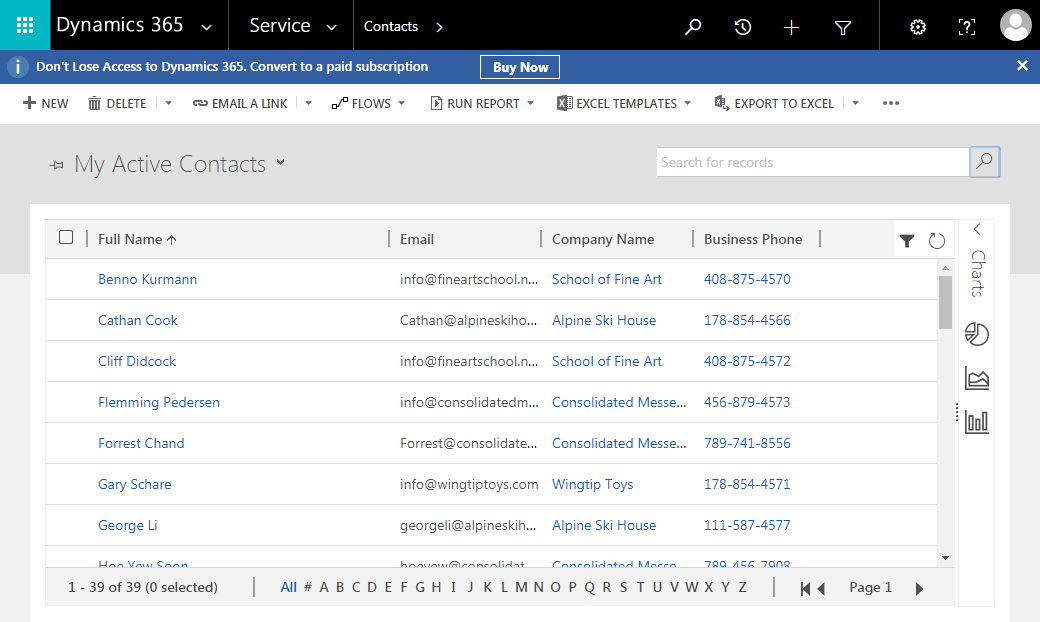 Dynamics 365 Service Contacts
Don't Lose Access to Dynamics 365. Convert to a paid subscription Buy Now
NEW DELETE EMAIL A LINK FLOWS RUN REPORT EXCEL TEMPLATES EXPORT TO EXCEL
My Active Contacts Search for records
Full Name Email Company Name Business Phone
Benno Kurmann info@fineartschool.n... School of Fine Art 408-875-4570
Cathan Cook Cathan@alpineskiho... Alpine Ski House 178-854-4566
Cliff Didcock info@fineartschool.n... School of Fine Art 408-875-4572
Flemming Pedersen info@consolidatedm... Consolidated Messe... 456-879-4573
Forrest Chand Forrest@consolidate... Consolidated Messe... 789-741-8556
Gary Schare info@wingtiptoys.com Wingtip Toys 178-854-4571
George Li georgeli@alpineskih... Alpine Ski House 111-587-4577
Hoe Yew Soon hoeyew@consolidat... Consolidated Messe... 789-456-7908
1 - 39 of 39 (0 selected) All # A B C D E F G H I J K L M N O P Q R S T U V W X Y Z Page 1
Charts